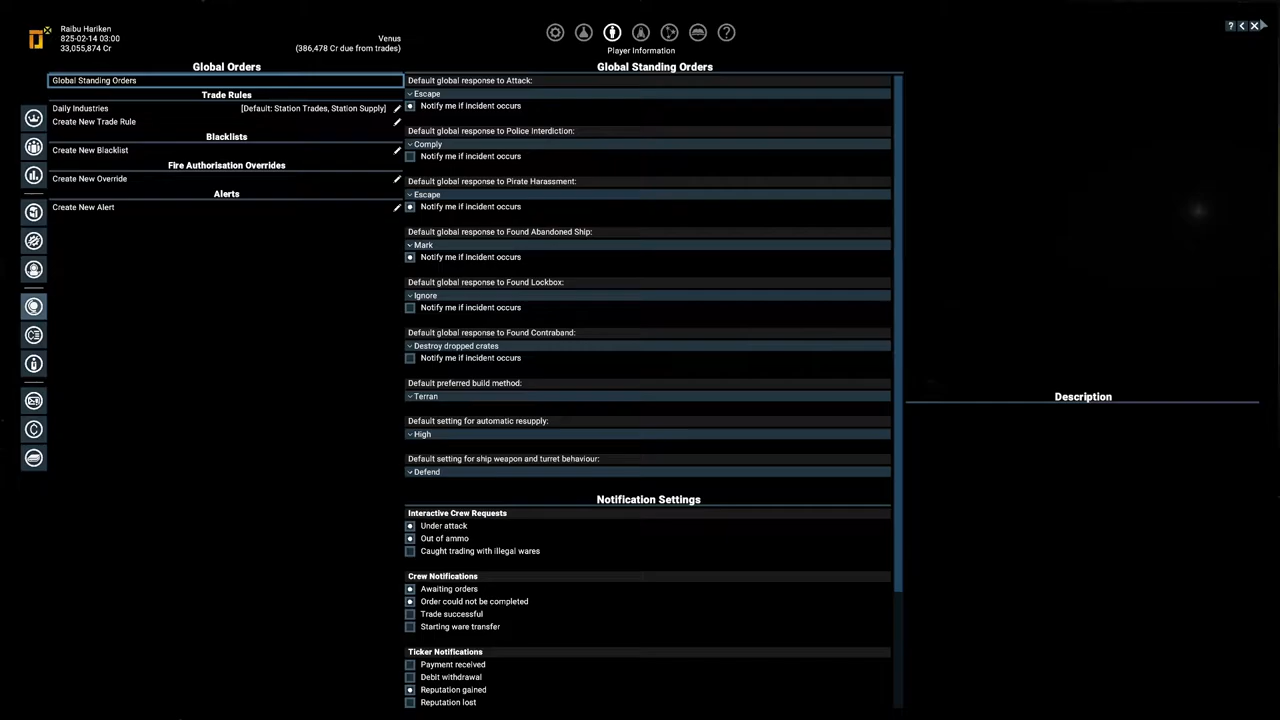 Raibu Hariken
825-02-14 03:00
33,055,874 Cr
Venus
(386,478 Cr due from trades)
Player Information
Global Orders
Global Standing Orders
Trade Rules
Daily Industries [Default: Station Trades, Station Supply]
Create New Trade Rule
Blacklists
Create New Blacklist
Fire Authorisation Overrides
Create New Override
Alerts
Create New Alert
Global Standing Orders
Default global response to Attack:
Escape
Notify me if incident occurs
Default global response to Police Interdiction:
Comply
Notify me if incident occurs
Default global response to Pirate Harassment:
Escape
Notify me if incident occurs
Default global response to Found Abandoned Ship:
Mark
Notify me if incident occurs
Default global response to Found Lockbox:
Ignore
Notify me if incident occurs
Default global response to Found Contraband:
Destroy dropped crates
Notify me if incident occurs
Default preferred build method:
Terran
Default setting for automatic resupply:
High
Default setting for ship weapon and turret behaviour:
Defend
Notification Settings
Interactive Crew Requests
Under attack
Out of ammo
Caught trading with illegal wares
Crew Notifications
Awaiting orders
Order could not be completed
Trade successful
Starting ware transfer
Ticker Notifications
Payment received
Debit withdrawal
Reputation gained
Reputation lost
Description